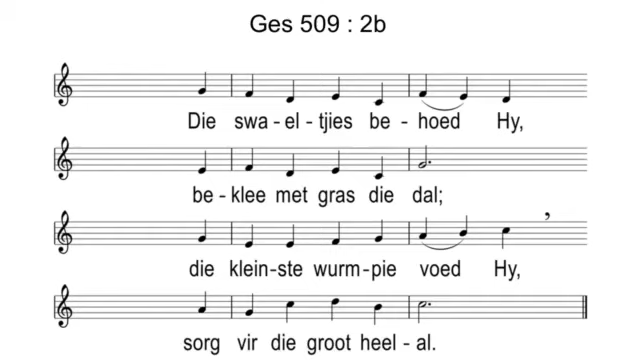 Ges 509 : 2b
Die swa-el-tjies be-hoed Hy,
be-klee met gras die dal;
die klein-ste wurm-pie voed Hy,
sorg vir die groot heel-al.